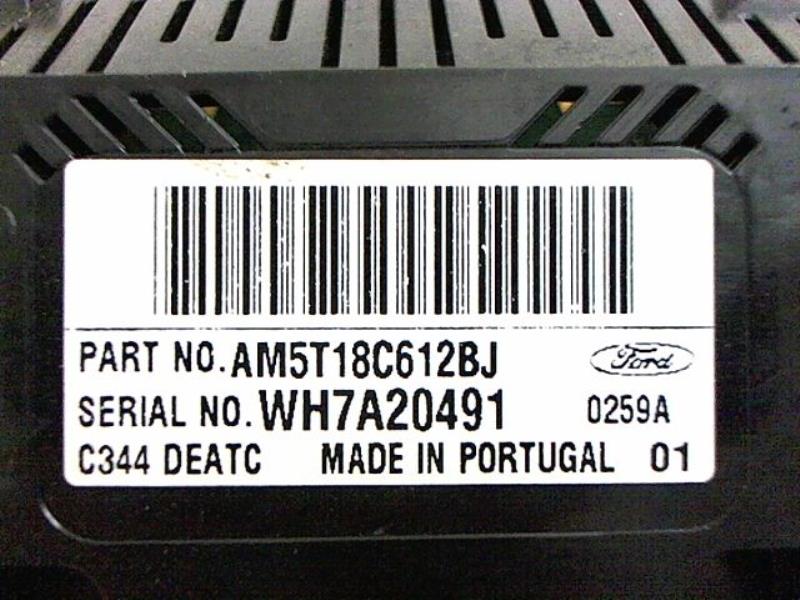 PART NO. AM5T18C612BJ Ford
SERIAL NO. WH7A20491 0259A
C344 DEATC MADE IN PORTUGAL 01